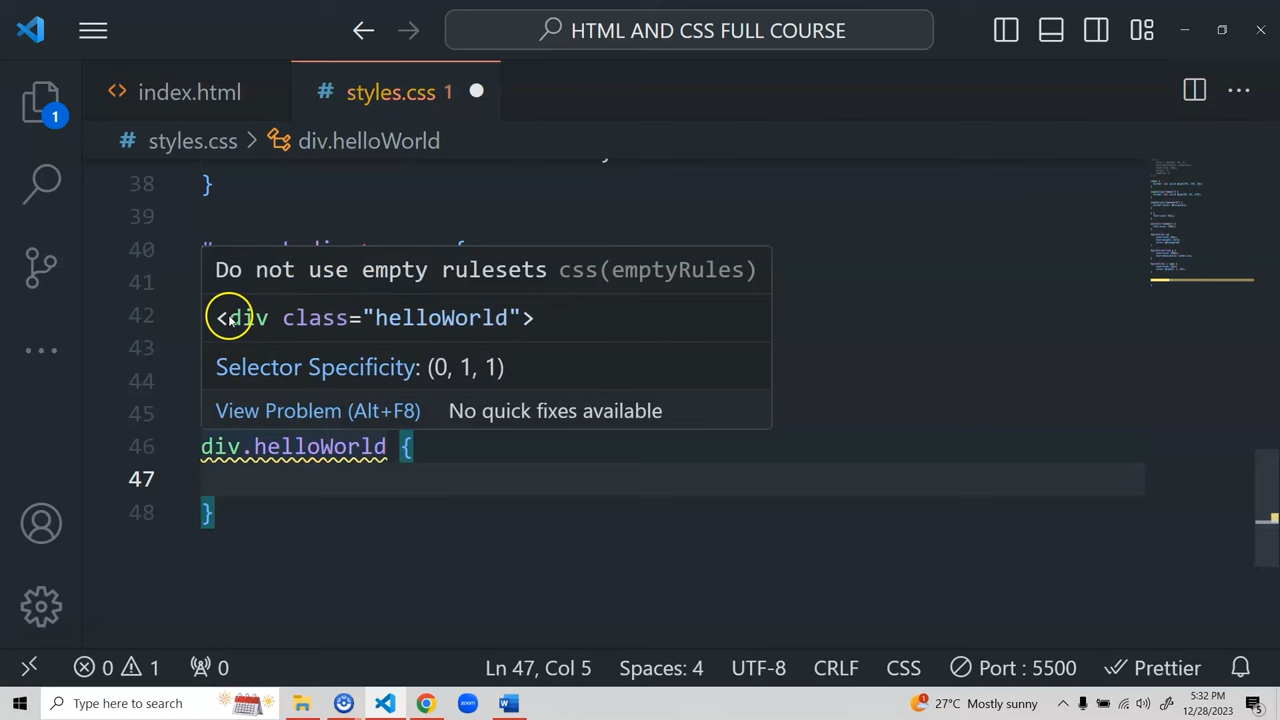 HTML AND CSS FULL COURSE
index.html
# styles.css 1
# styles.css > div.helloWorld
1
38 }
39
40
41
42
43
44
45
Do not use empty rulesets css(emptyRules)
<div class="helloWorld">
Selector Specificity: (0, 1, 1)
View Problem (Alt+F8) No quick fixes available
46 div.helloWorld {
47
48 }
0 1 0 Ln 47, Col 5 Spaces: 4 UTF-8 CRLF CSS Port : 5500 Prettier
Type here to search
27°C Mostly sunny
5:32 PM
12/28/2023
5